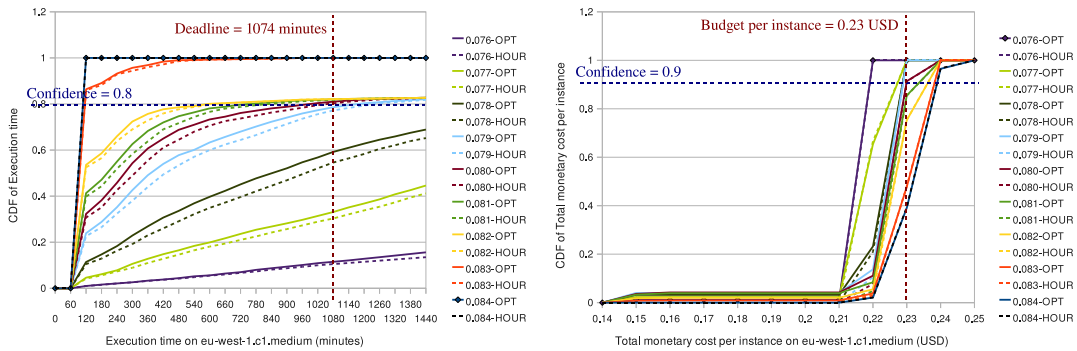 Deadline = 1074 minutes
Confidence = 0.8
CDF of Execution time
1.2
1
0.8
0.6
0.4
0.2
0
0
60
120
180
240
300
360
420
480
540
600
660
720
780
840
900
960
1020
1080
1140
1200
1260
1320
1380
1440
Execution time on eu-west-1.c1.medium (minutes)
0.076-OPT
0.076-HOUR
0.077-OPT
0.077-HOUR
0.078-OPT
0.078-HOUR
0.079-OPT
0.079-HOUR
0.080-OPT
0.080-HOUR
0.081-OPT
0.081-HOUR
0.082-OPT
0.082-HOUR
0.083-OPT
0.083-HOUR
0.084-OPT
0.084-HOUR
Budget per instance = 0.23 USD
Confidence = 0.9
CDF of Total monetary cost per instance
1.2
1
0.8
0.6
0.4
0.2
0
0,14
0,15
0,16
0,17
0,18
0,19
0,20
0,21
0,22
0,23
0,24
0,25
Total monetary cost per instance on eu-west-1.c1.medium (USD)
0.076-OPT
0.076-HOUR
0.077-OPT
0.077-HOUR
0.078-OPT
0.078-HOUR
0.079-OPT
0.079-HOUR
0.080-OPT
0.080-HOUR
0.081-OPT
0.081-HOUR
0.082-OPT
0.082-HOUR
0.083-OPT
0.083-HOUR
0.084-OPT
0.084-HOUR